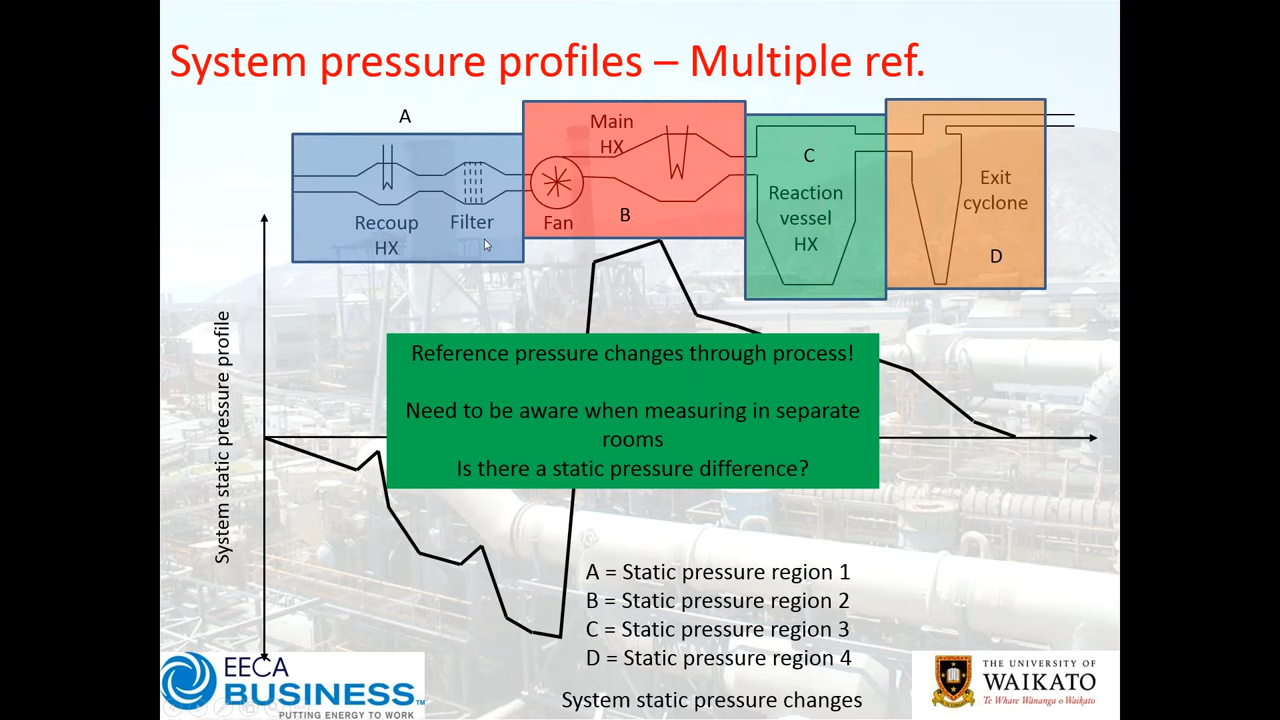 System pressure profiles – Multiple ref.
A
Main
HX
C
Exit
cyclone
Reaction
vessel
HX
Recoup
HX
Filter
Fan
B
D
System static pressure profile
Reference pressure changes through process!
Need to be aware when measuring in separate
rooms
Is there a static pressure difference?
A = Static pressure region 1
B = Static pressure region 2
C = Static pressure region 3
D = Static pressure region 4
System static pressure changes
EECA
BUSINESS™
PUTTING ENERGY TO WORK
THE UNIVERSITY OF
WAIKATO
Te Whare Wānanga o Waikato